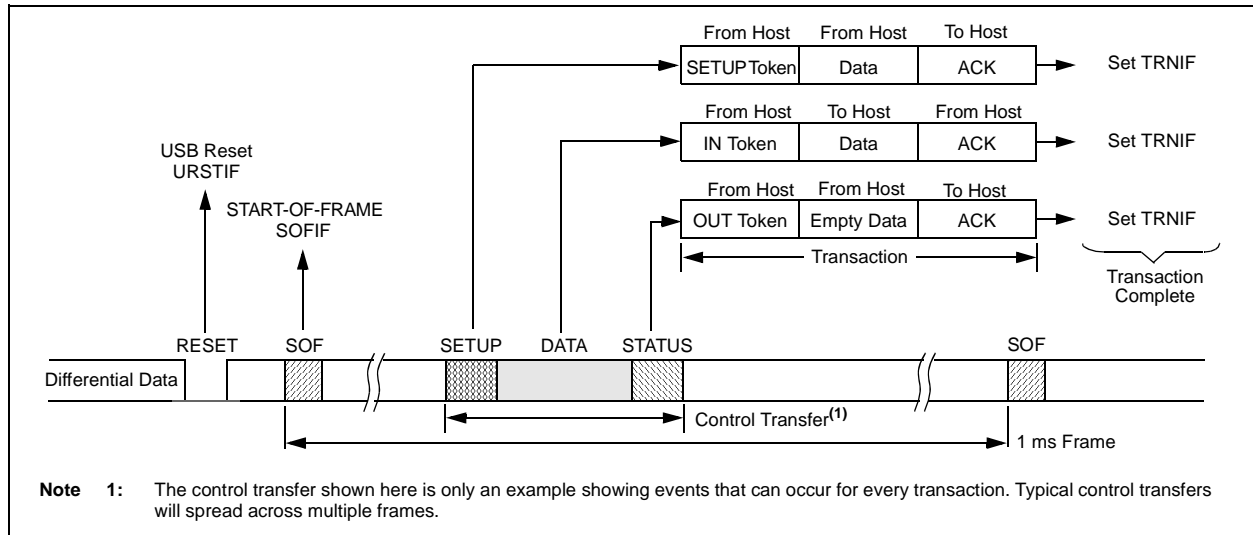 From Host From Host To Host
SETUP Token Data ACK Set TRNIF
From Host To Host From Host
IN Token Data ACK Set TRNIF
USB Reset
URSTIF
From Host From Host To Host
OUT Token Empty Data ACK Set TRNIF
START-OF-FRAME
SOFIF
Transaction
Transaction
Complete
RESET SOF SETUP DATA STATUS SOF
Differential Data
Control Transfer(1)
1 ms Frame
Note 1: The control transfer shown here is only an example showing events that can occur for every transaction. Typical control transfers
will spread across multiple frames.